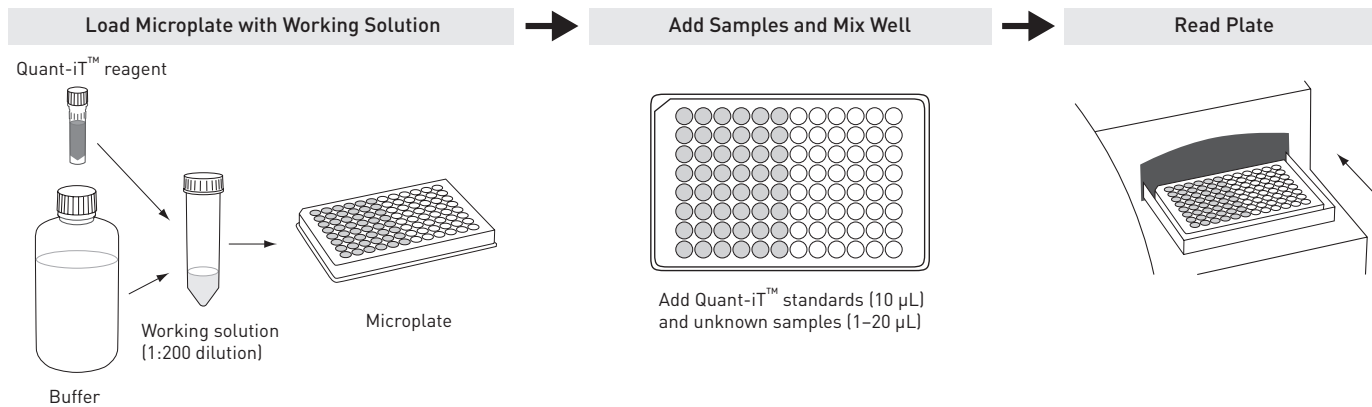 Load Microplate with Working Solution
Add Samples and Mix Well
Read Plate
Quant-iT™ reagent
Working solution
(1:200 dilution)
Buffer
Microplate
Add Quant-iT™ standards (10 µL)
and unknown samples (1–20 µL)